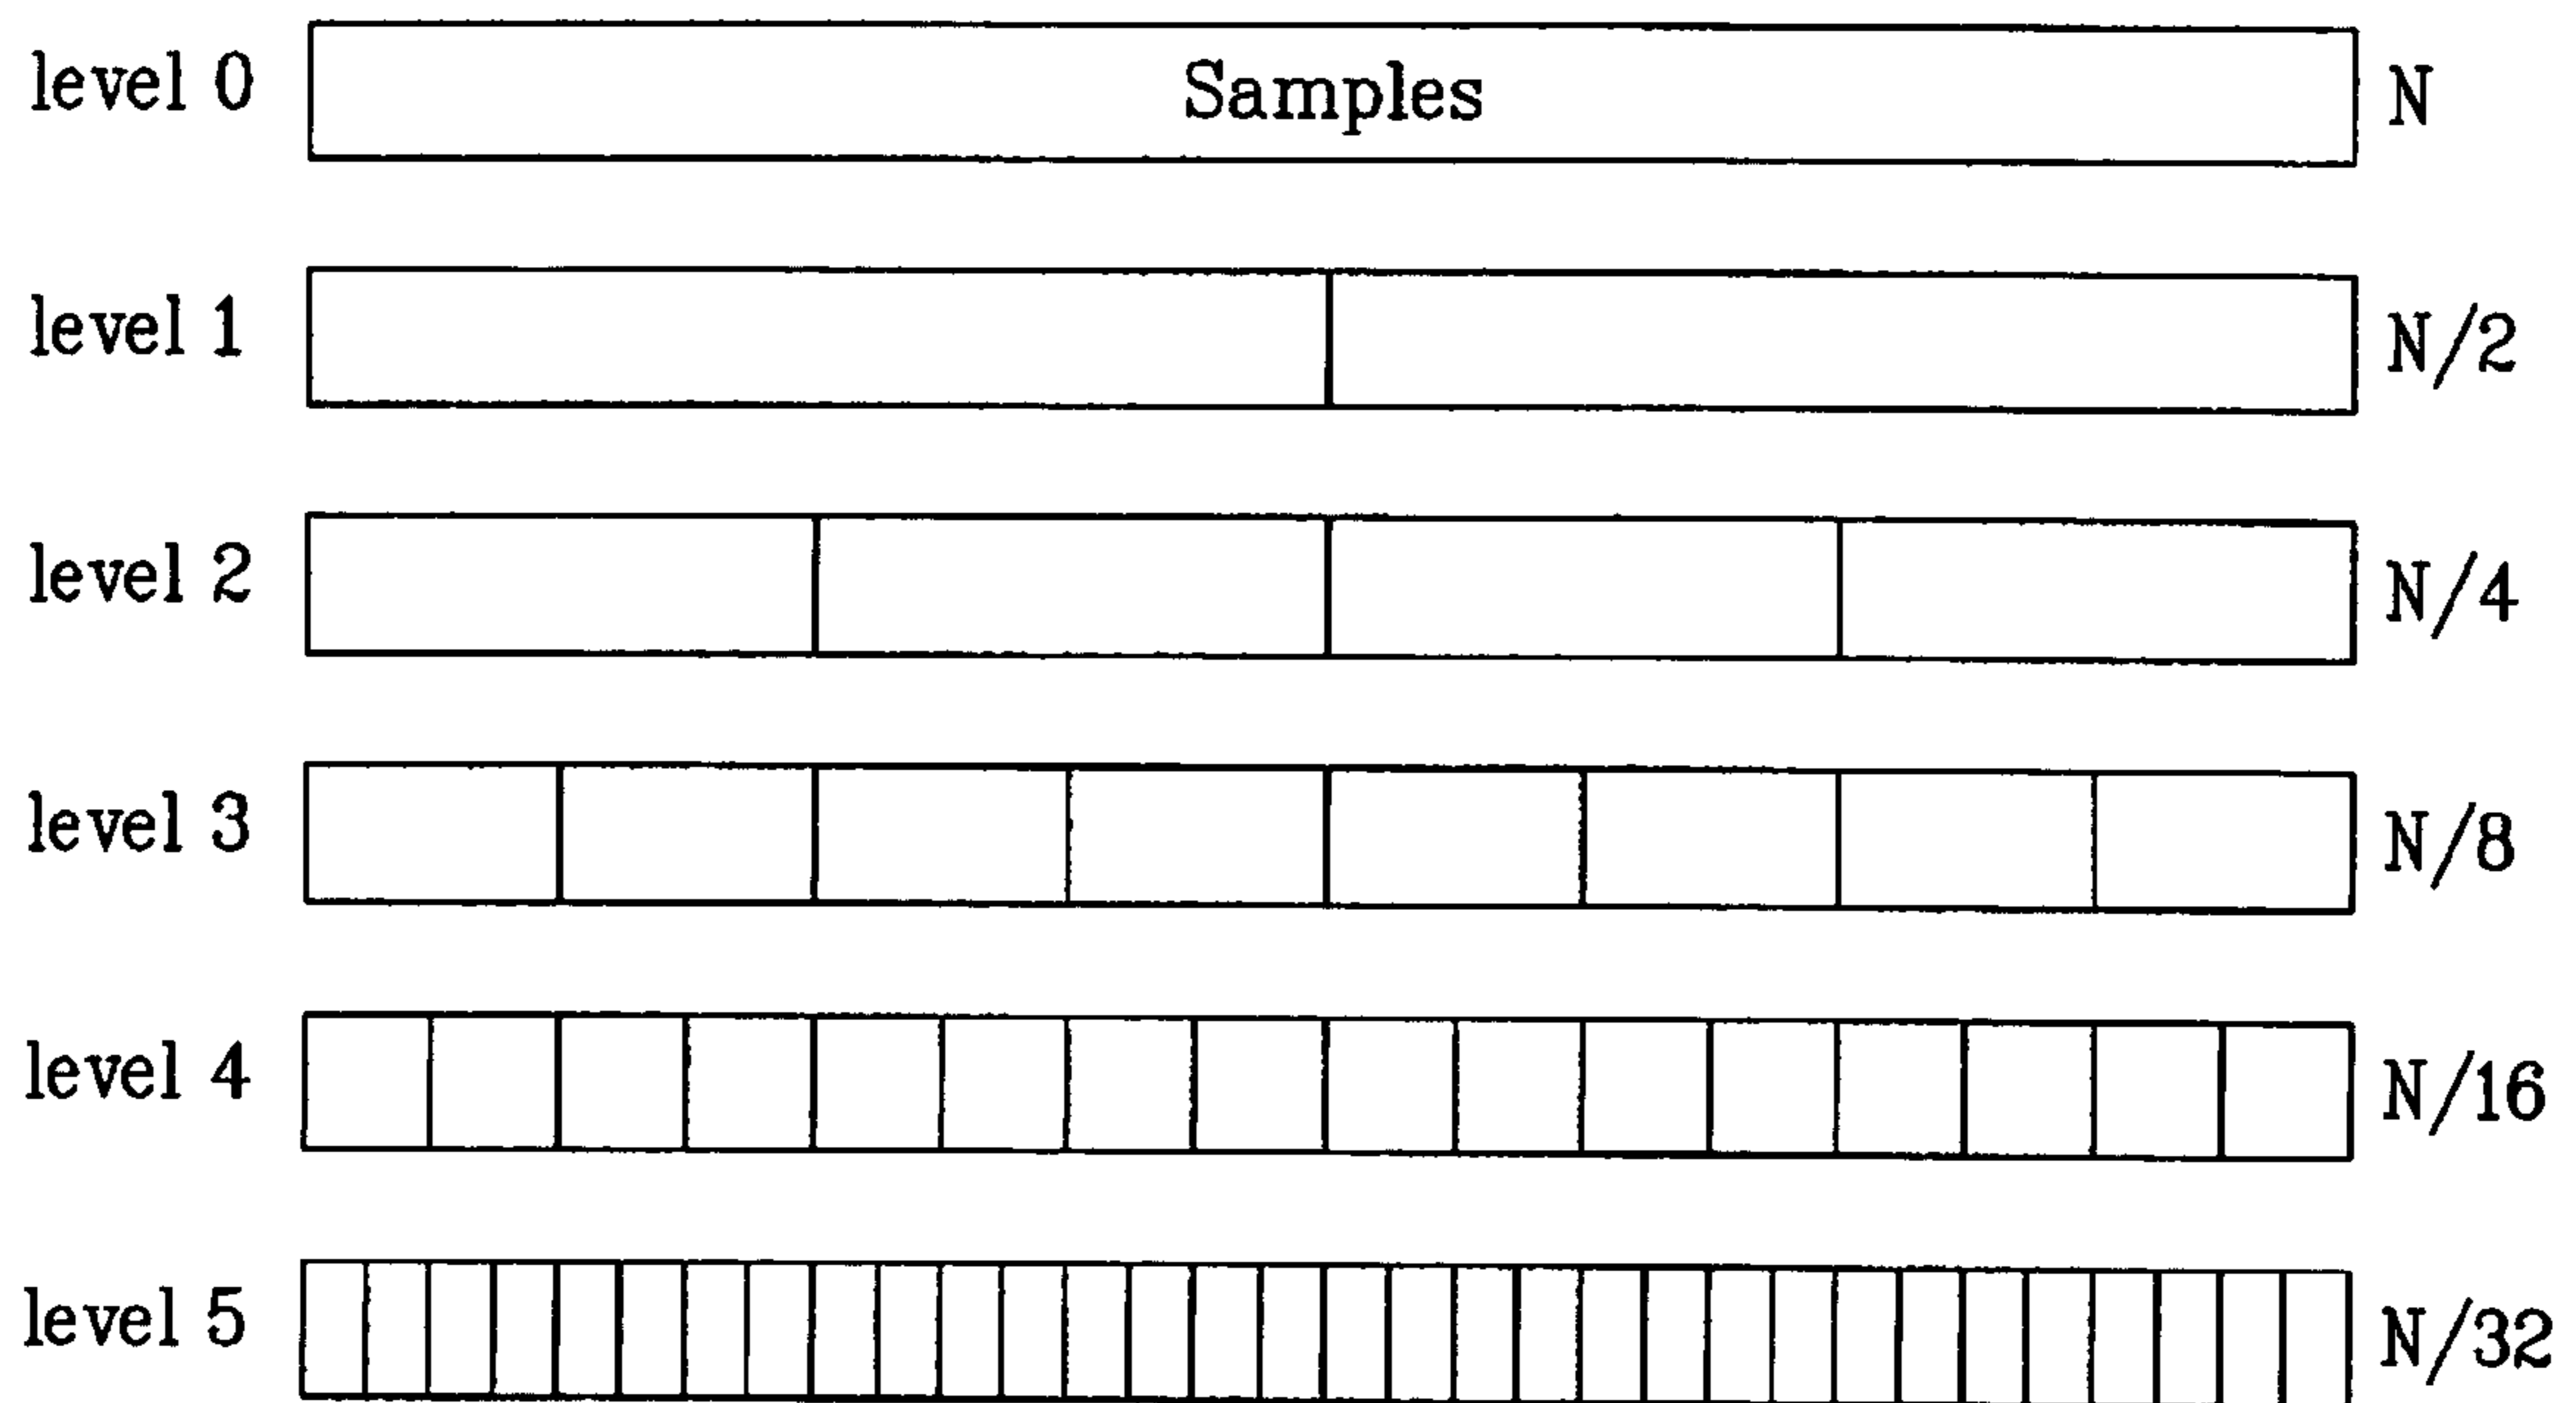 level 0 Samples N
level 1 N/2
level 2 N/4
level 3 N/8
level 4 N/16
level 5 N/32